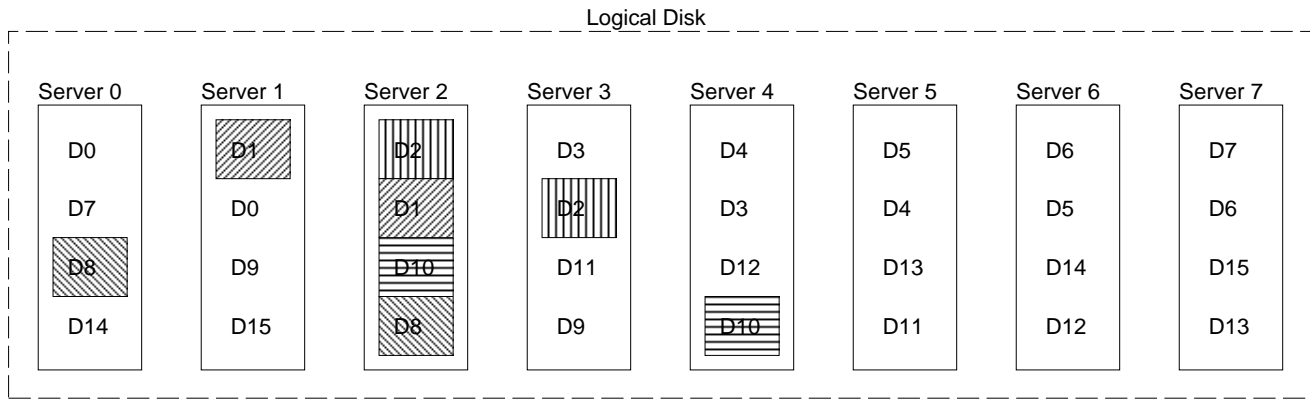 Logical Disk
Server 0 Server 1 Server 2 Server 3 Server 4 Server 5 Server 6 Server 7
D0 D1 D2 D3 D4 D5 D6 D7
D7 D0 D1 D2 D3 D4 D5 D6
D8 D9 D10 D11 D12 D13 D14 D15
D14 D15 D8 D9 D10 D11 D12 D13